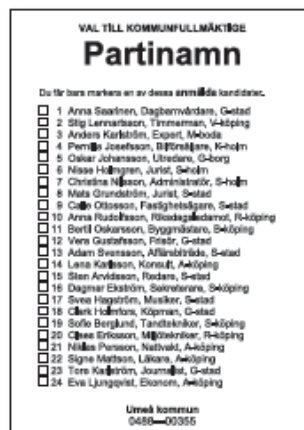 VAL TILL KOMMUNFULLMÄKTIGE
Partinamn
Du får bara markera en av dessa anmälda kandidater.
1 Anna Saarinen, Dagbarnvårdare, G-stad
2 Stig Lennartsson, Timmerman, V-köping
3 Anders Karlström, Expert, M-boda
4 Pernilla Josefsson, Bilförsäljare, K-holm
5 Oskar Johansson, Utredare, G-borg
6 Nisse Holmgren, Jurist, S-holm
7 Christina Nilsson, Administratör, S-holm
8 Mats Grundström, Jurist, S-stad
9 Calle Ottosson, Fastighetsägare, S-stad
10 Anna Rudolfsson, Riksdagsledamot, R-köping
11 Bertil Oskarsson, Byggmästare, S-köping
12 Vera Gustafsson, Frisör, G-stad
13 Adam Svensson, Affärsbiträde, S-stad
14 Lena Karlsson, Konsult, A-köping
15 Sten Arvidsson, Redare, S-stad
16 Dagmar Ekström, Sekreterare, S-köping
17 Svea Hagström, Musiker, S-stad
18 Clark Holmfors, Köpman, G-stad
19 Sofie Berglund, Tandtekniker, S-köping
20 Claes Eriksson, Miljötekniker, R-köping
21 Niklas Persson, Nattvakt, A-köping
22 Signe Mattson, Läkare, A-köping
23 Tore Karlström, Journalist, G-stad
24 Eva Ljungqvist, Ekonom, A-köping
Umeå kommun
0488—00355